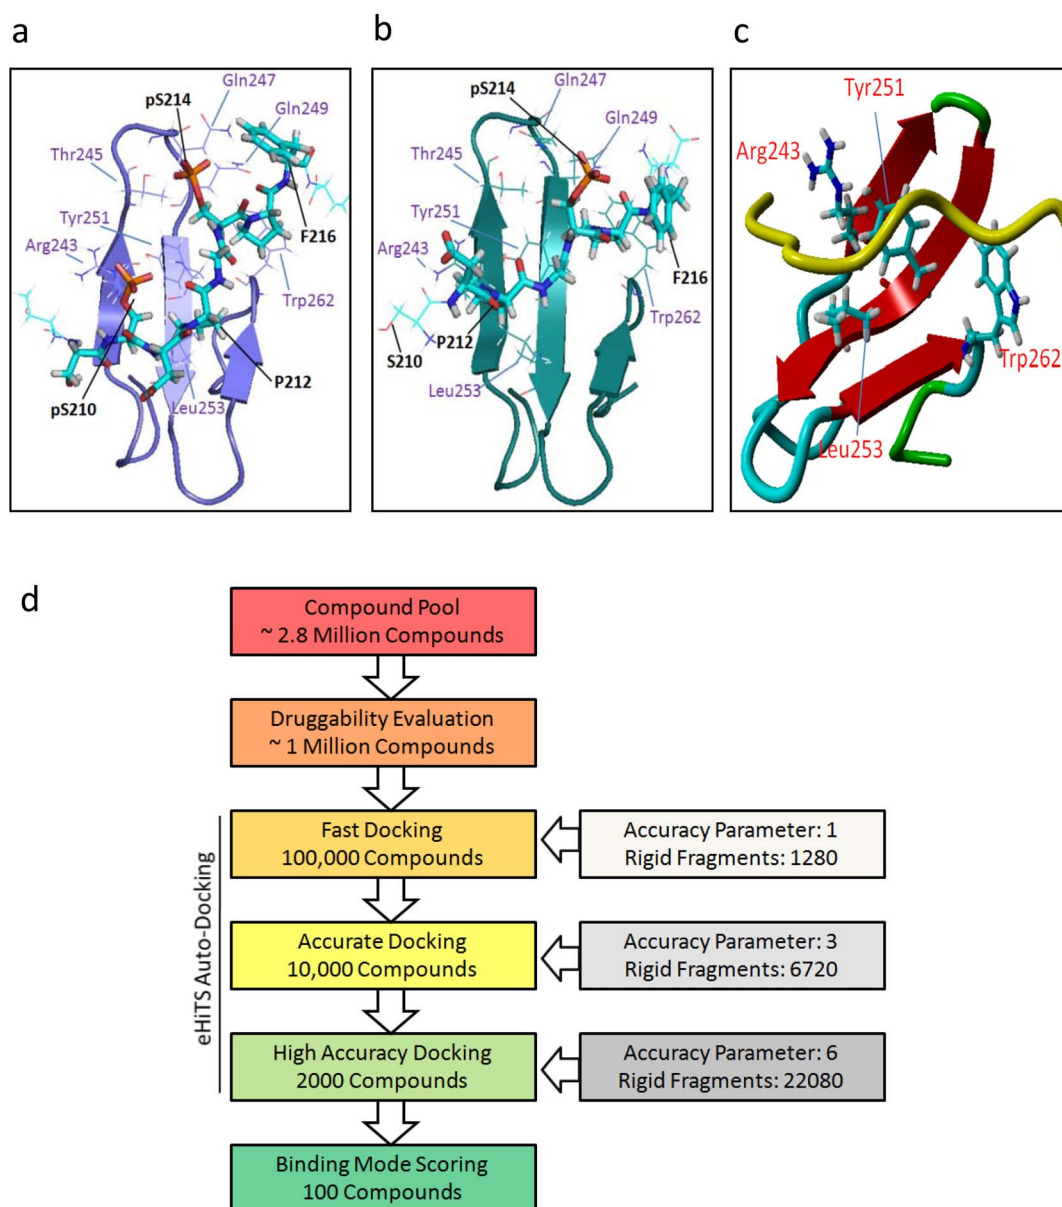 a
b
c
Gln247
pS214
Gln249
Thr245
Tyr251
Arg243
F216
Trp262
P212
pS210
Leu253
Gln247
pS214
Gln249
Thr245
Tyr251
Arg243
F216
Trp262
P212
S210
Leu253
Tyr251
Arg243
Trp262
Leu253
d
Compound Pool
~ 2.8 Million Compounds
Druggability Evaluation
~ 1 Million Compounds
eHiTS Auto-Docking
Fast Docking
100,000 Compounds
Accuracy Parameter: 1
Rigid Fragments: 1280
Accurate Docking
10,000 Compounds
Accuracy Parameter: 3
Rigid Fragments: 6720
High Accuracy Docking
2000 Compounds
Accuracy Parameter: 6
Rigid Fragments: 22080
Binding Mode Scoring
100 Compounds